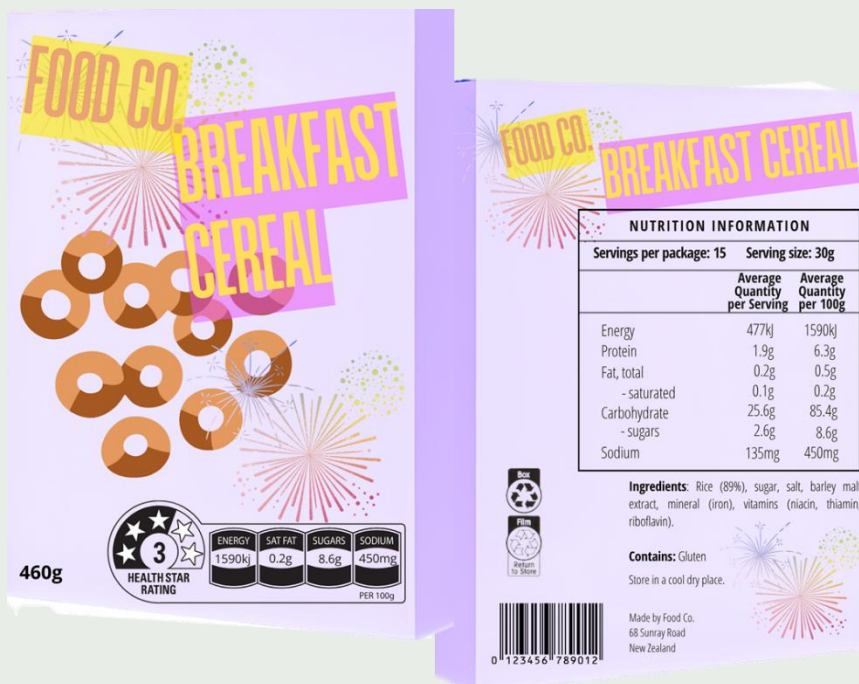 FOOD CO.
BREAKFAST
CEREAL
3
HEALTH STAR
RATING
ENERGY SAT FAT SUGARS SODIUM
1590kj 0.2g 8.6g 450mg
PER 100g
460g
FOOD CO.
BREAKFAST CEREAL
NUTRITION INFORMATION
Servings per package: 15 Serving size: 30g
Average Average
Quantity Quantity
per Serving per 100g
Energy 477kJ 1590kJ
Protein 1.9g 6.3g
Fat, total 0.2g 0.5g
- saturated 0.1g 0.2g
Carbohydrate 25.6g 85.4g
- sugars 2.6g 8.6g
Sodium 135mg 450mg
Ingredients: Rice (89%), sugar, salt, barley malt
extract, mineral (iron), vitamins (niacin, thiamin,
riboflavin).
Contains: Gluten
Store in a cool dry place.
Box
Film
Return
to Store
Made by Food Co.
68 Sunray Road
New Zealand
0 123456 789012